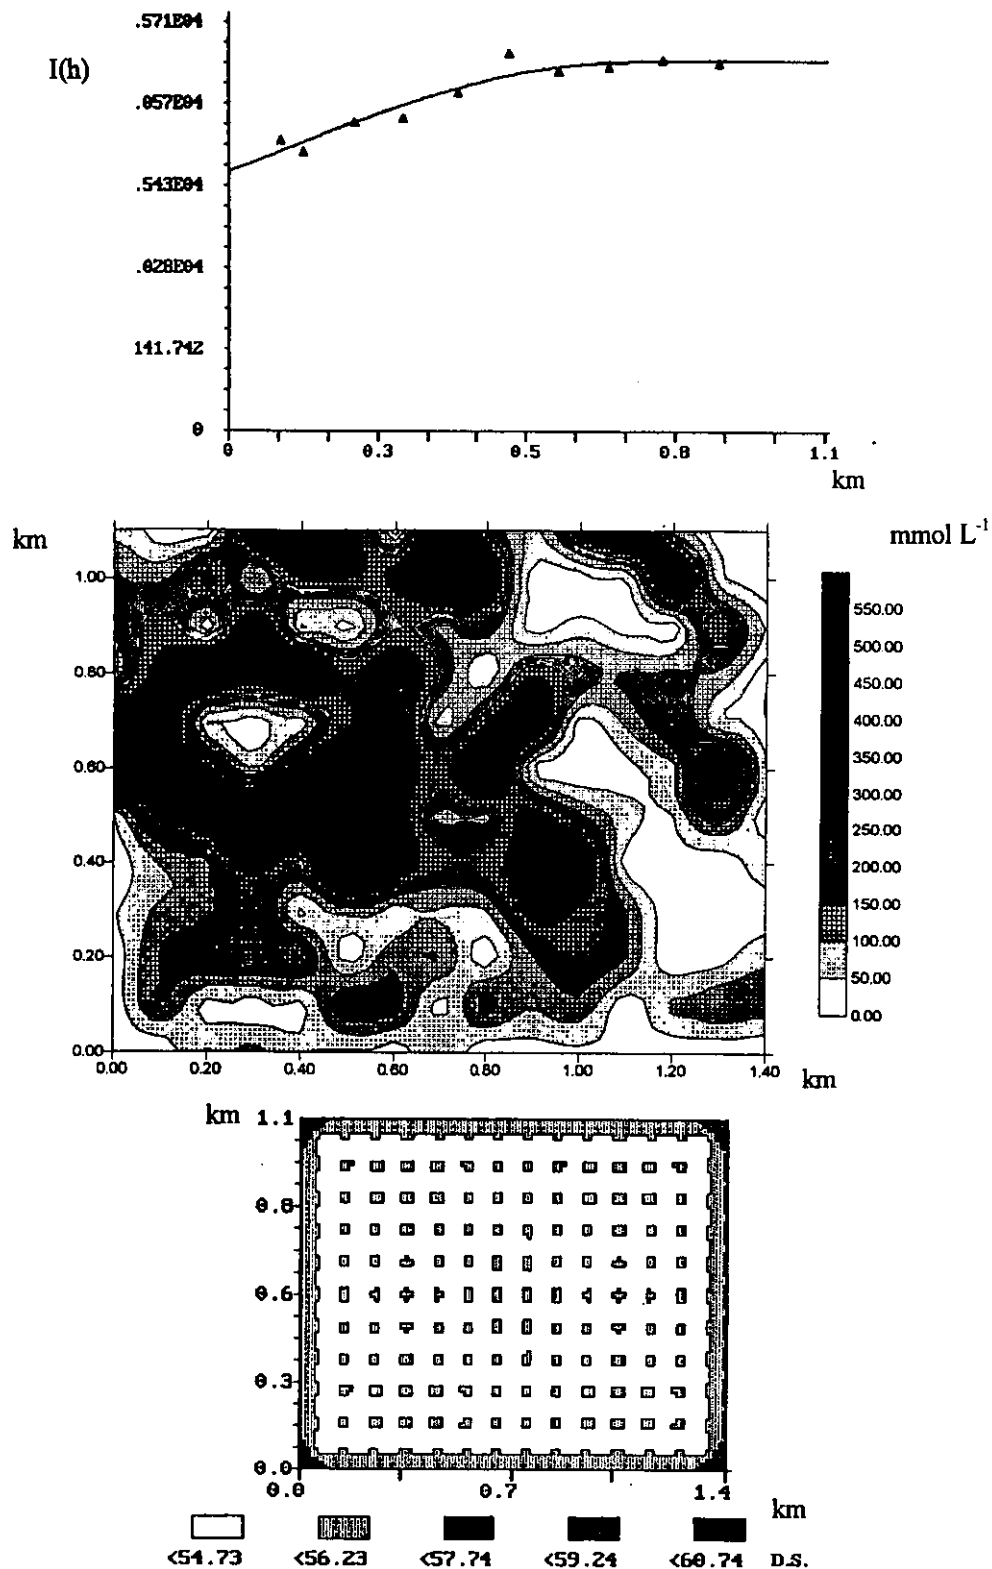 .571E04
I(h)
.057E04
.543E04
.028E04
141.742
0
0 0.3 0.5 0.8 1.1
km
km
mmol L⁻¹
1.00
0.80
0.60
0.40
0.20
0.00
0.00 0.20 0.40 0.60 0.80 1.00 1.20 1.40
km
550.00
500.00
450.00
400.00
350.00
300.00
250.00
200.00
150.00
100.00
50.00
0.00
km 1.1
0.8
0.6
0.3
0.0
0.0 0.7 1.4
km
<54.73 <56.23 <57.74 <59.24 <60.74 D.S.